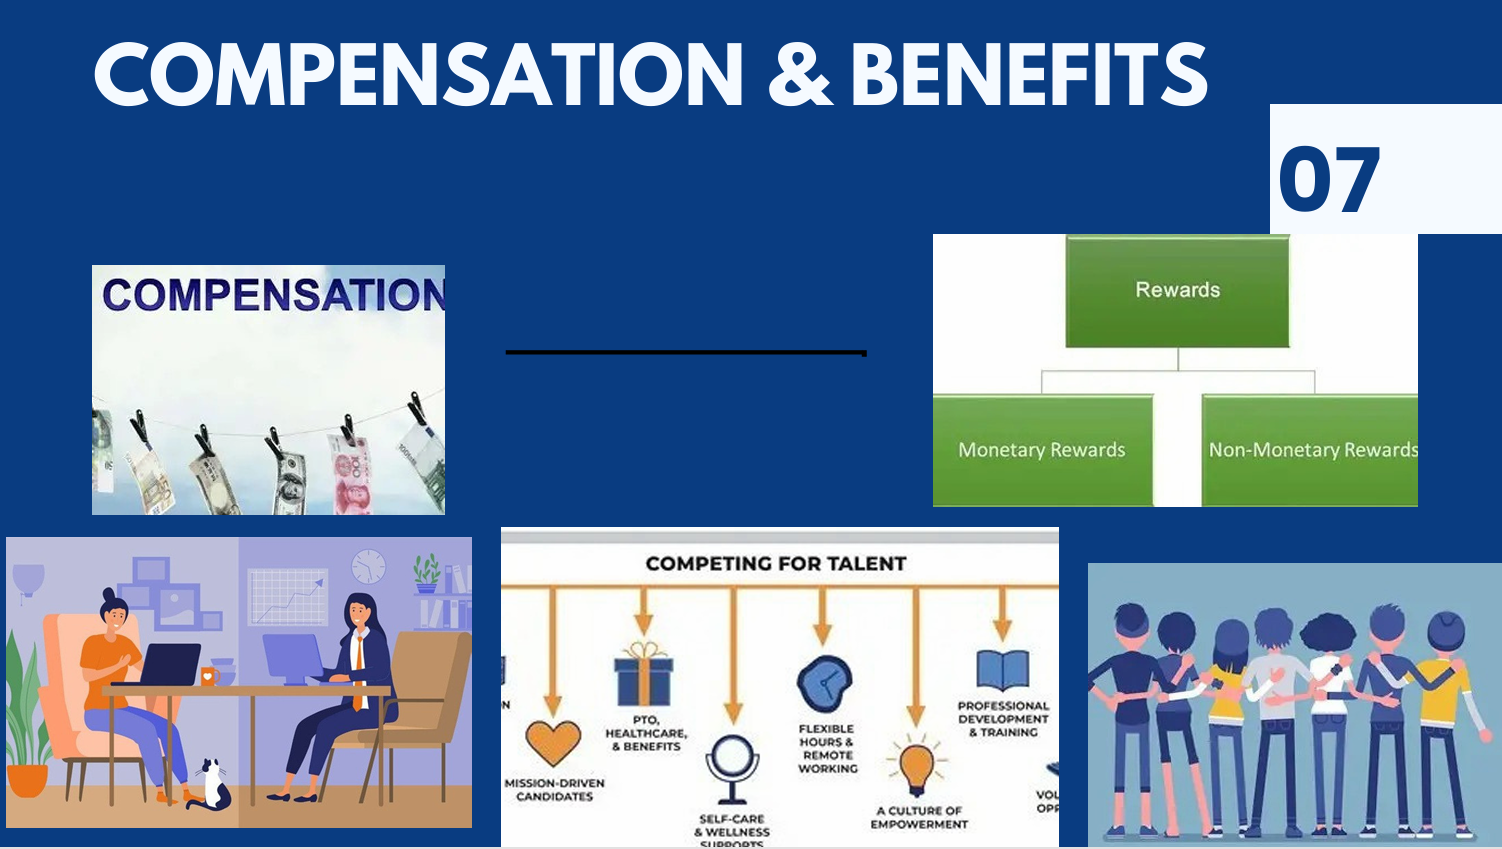 COMPENSATION & BENEFITS
07
COMPENSATION
Rewards
Monetary Rewards
Non-Monetary Rewards
COMPETING FOR TALENT
MISSION-DRIVEN
CANDIDATES
PTO,
HEALTHCARE,
& BENEFITS
SELF-CARE
& WELLNESS
SUPPORTS
FLEXIBLE
HOURS &
REMOTE
WORKING
A CULTURE OF
EMPOWERMENT
PROFESSIONAL
DEVELOPMENT
& TRAINING
VOL
OPP